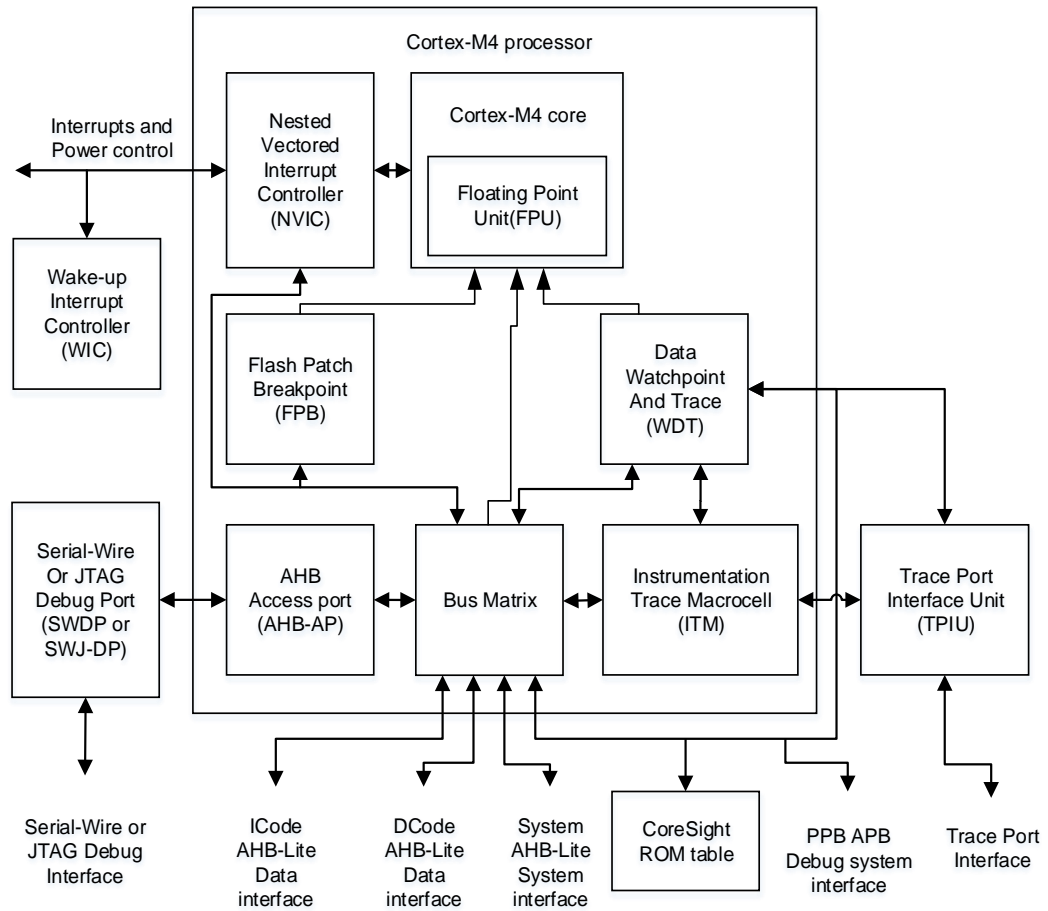 Cortex-M4 processor
Interrupts and
Power control
Nested
Vectored
Interrupt
Controller
(NVIC)
Cortex-M4 core
Floating Point
Unit(FPU)
Wake-up
Interrupt
Controller
(WIC)
Flash Patch
Breakpoint
(FPB)
Data
Watchpoint
And Trace
(WDT)
Serial-Wire
Or JTAG
Debug Port
(SWDP or
SWJ-DP)
AHB
Access port
(AHB-AP)
Bus Matrix
Instrumentation
Trace Macrocell
(ITM)
Trace Port
Interface Unit
(TPIU)
Serial-Wire or
JTAG Debug
Interface
ICode
AHB-Lite
Data
interface
DCode
AHB-Lite
Data
interface
System
AHB-Lite
System
interface
CoreSight
ROM table
PPB APB
Debug system
interface
Trace Port
Interface